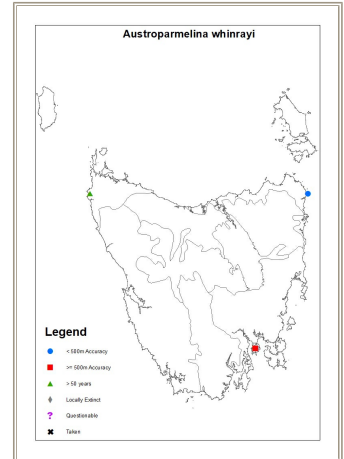 Austroparmelina whinrayi
Legend
< 500m Accuracy
>= 500m Accuracy
> 50 years
Locally Extinct
Questionable
Taken